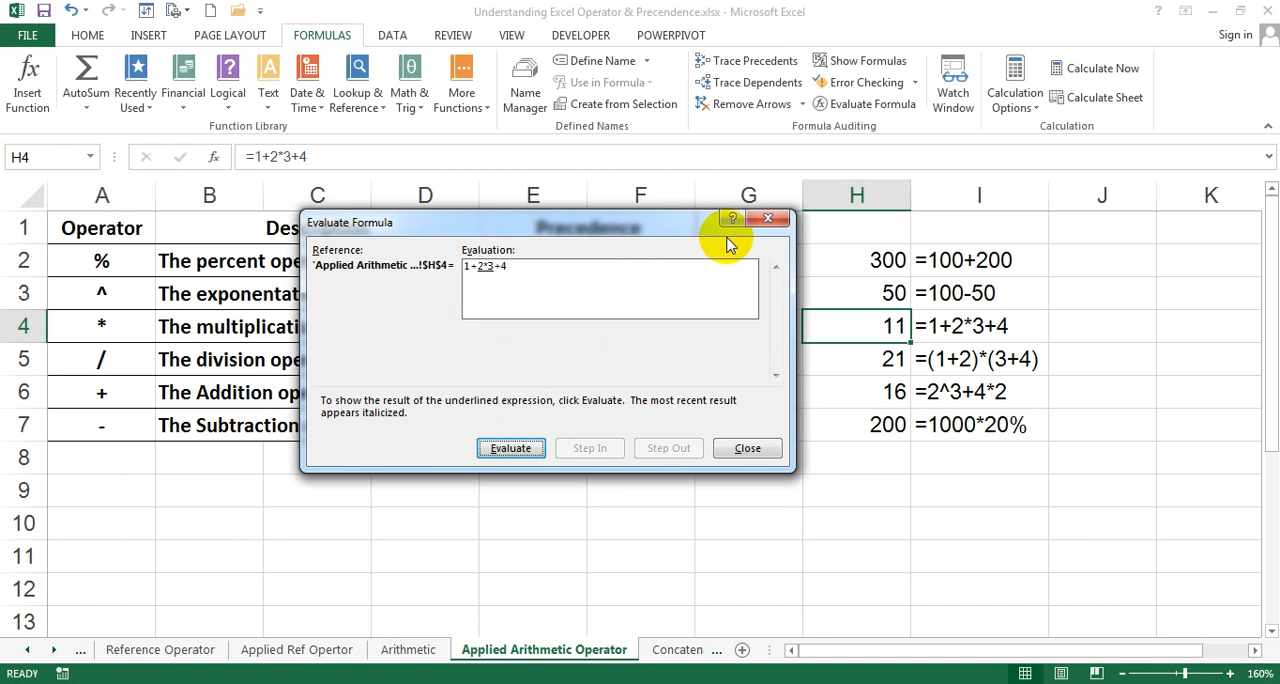 Understanding Excel Operator & Precendence.xlsx - Microsoft Excel
FILE HOME INSERT PAGE LAYOUT FORMULAS DATA REVIEW VIEW DEVELOPER POWERPIVOT Sign in
Insert Function
AutoSum
Recently Used
Financial
Logical
Text
Date & Time
Lookup & Reference
Math & Trig
More Functions
Function Library
Name Manager
Define Name
Use in Formula
Create from Selection
Defined Names
Trace Precedents
Trace Dependents
Remove Arrows
Show Formulas
Error Checking
Evaluate Formula
Formula Auditing
Watch Window
Calculation Options
Calculate Now
Calculate Sheet
Calculation
H4 fx =1+2*3+4
A B C D E F G H I J K
1 Operator Des Precedence
2 % The percent ope 300 =100+200
3 ^ The exponentat 50 =100-50
4 * The multiplicati 11 =1+2*3+4
5 / The division ope 21 =(1+2)*(3+4)
6 + The Addition op 16 =2^3+4*2
7 - The Subtraction 200 =1000*20%
8
9
10
11
12
13
Evaluate Formula
Reference: Evaluation:
'Applied Arithmetic ...!$H$4 = 1+2*3+4
To show the result of the underlined expression, click Evaluate. The most recent result
appears italicized.
Evaluate Step In Step Out Close
... Reference Operator Applied Ref Opertor Arithmetic Applied Arithmetic Operator Concaten ...
READY 160%